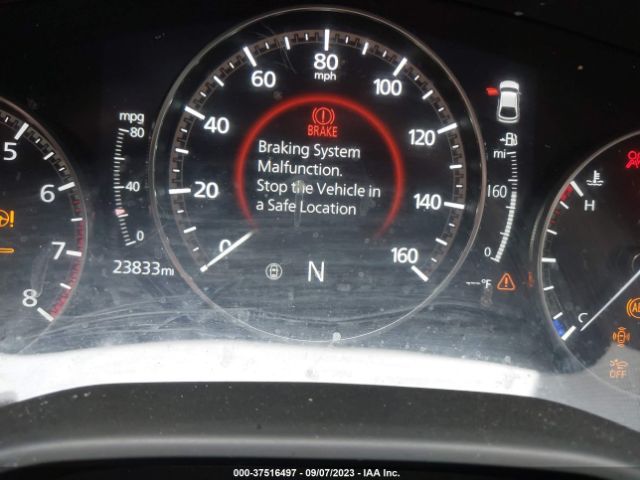 80
mph
60
100
40
120
20
140
0
160
BRAKE
Braking System
Malfunction.
Stop the Vehicle in
a Safe Location
N
mpg
80
40
0
23833mi
5
6
7
8
mi
160
0
---°F
H
C
OFF
000-37516497 - 09/07/2023 - IAA Inc.